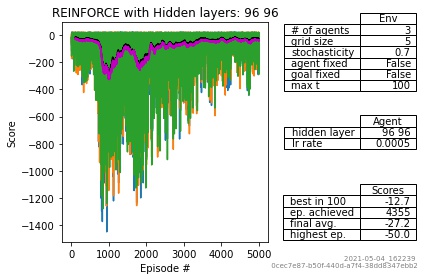 REINFORCE with Hidden layers: 96 96
0
−200
−400
−600
−800
−1000
−1200
−1400
Score
0
1000
2000
3000
4000
5000
Episode #
Env
# of agents 3
grid size 5
stochasticity 0.7
agent fixed False
goal fixed False
max t 100
Agent
hidden layer 96 96
lr rate 0.0005
Scores
best in 100 -12.7
ep. achieved 4355
final avg. -27.2
highest ep. -50.0
2021-05-04_162239
0cec7e87-b50f-440d-a7f4-38dd8347ebb2